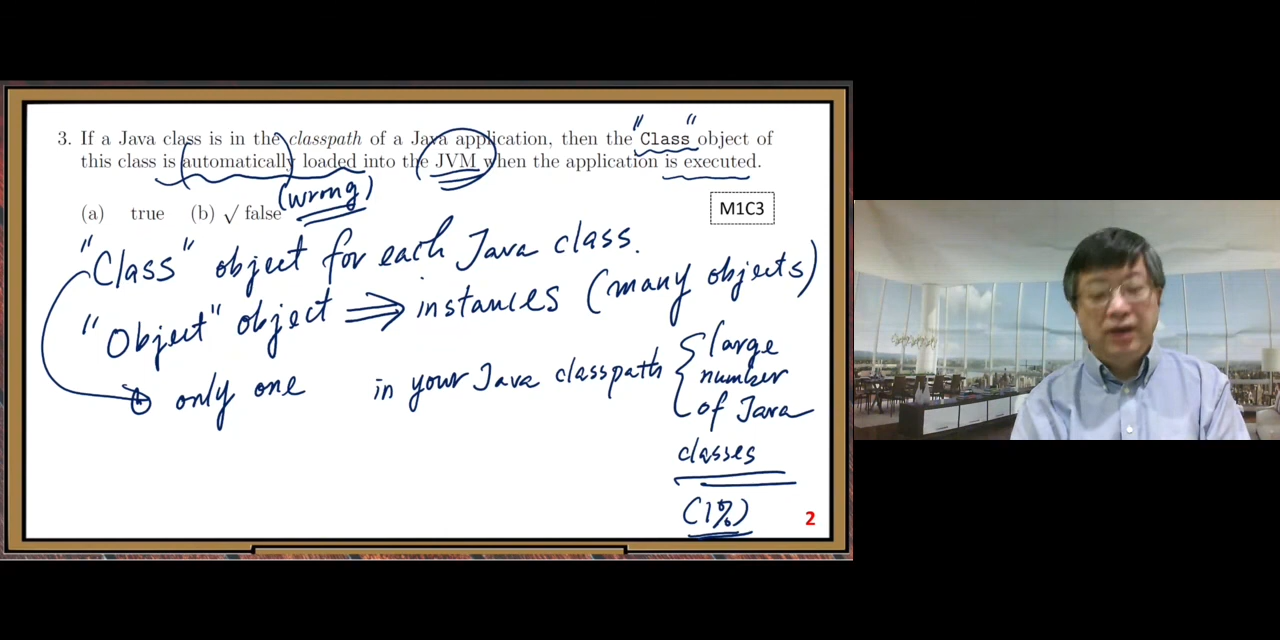 3. If a Java class is in the classpath of a Java application, then the "Class" object of
this class is automatically loaded into the JVM when the application is executed.
(wrong)
(a) true (b) √ false
M1C3
"Class" object for each Java class.
"Object" object ⇒ instances (many objects)
only one in your Java classpath { large
number
of Java
classes
(1%)
2